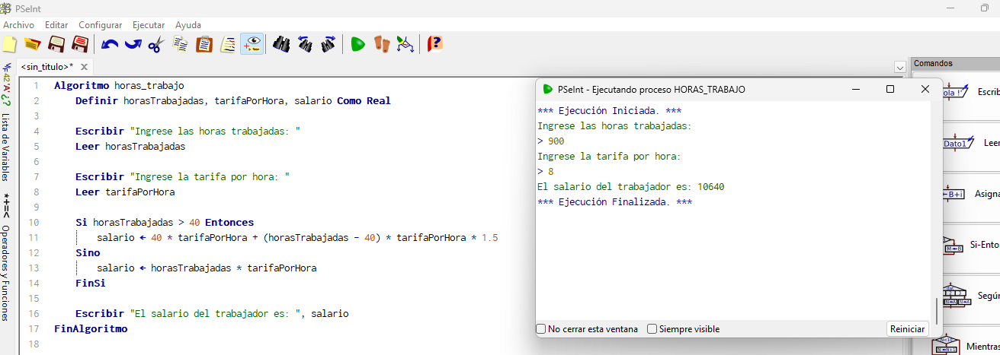 PSeInt
Archivo Editar Configurar Ejecutar Ayuda
<sin_titulo>*
Comandos
42 'A' ¿? Lista de Variables
*+=< Operadores y Funciones
1 Algoritmo horas_trabajo
2 Definir horasTrabajadas, tarifaPorHora, salario Como Real
3
4 Escribir "Ingrese las horas trabajadas: "
5 Leer horasTrabajadas
6
7 Escribir "Ingrese la tarifa por hora: "
8 Leer tarifaPorHora
9
10 Si horasTrabajadas > 40 Entonces
11 salario ← 40 * tarifaPorHora + (horasTrabajadas - 40) * tarifaPorHora * 1.5
12 Sino
13 salario ← horasTrabajadas * tarifaPorHora
14 FinSi
15
16 Escribir "El salario del trabajador es: ", salario
17 FinAlgoritmo
18
PSeInt - Ejecutando proceso HORAS_TRABAJO
*** Ejecución Iniciada. ***
Ingrese las horas trabajadas:
> 900
Ingrese la tarifa por hora:
> 8
El salario del trabajador es: 10640
*** Ejecución Finalizada. ***
No cerrar esta ventana Siempre visible Reiniciar
ola !" Escrib
Dato1 Leer
←B+i Asigna
M←B Si-Ento
Según
Mientras